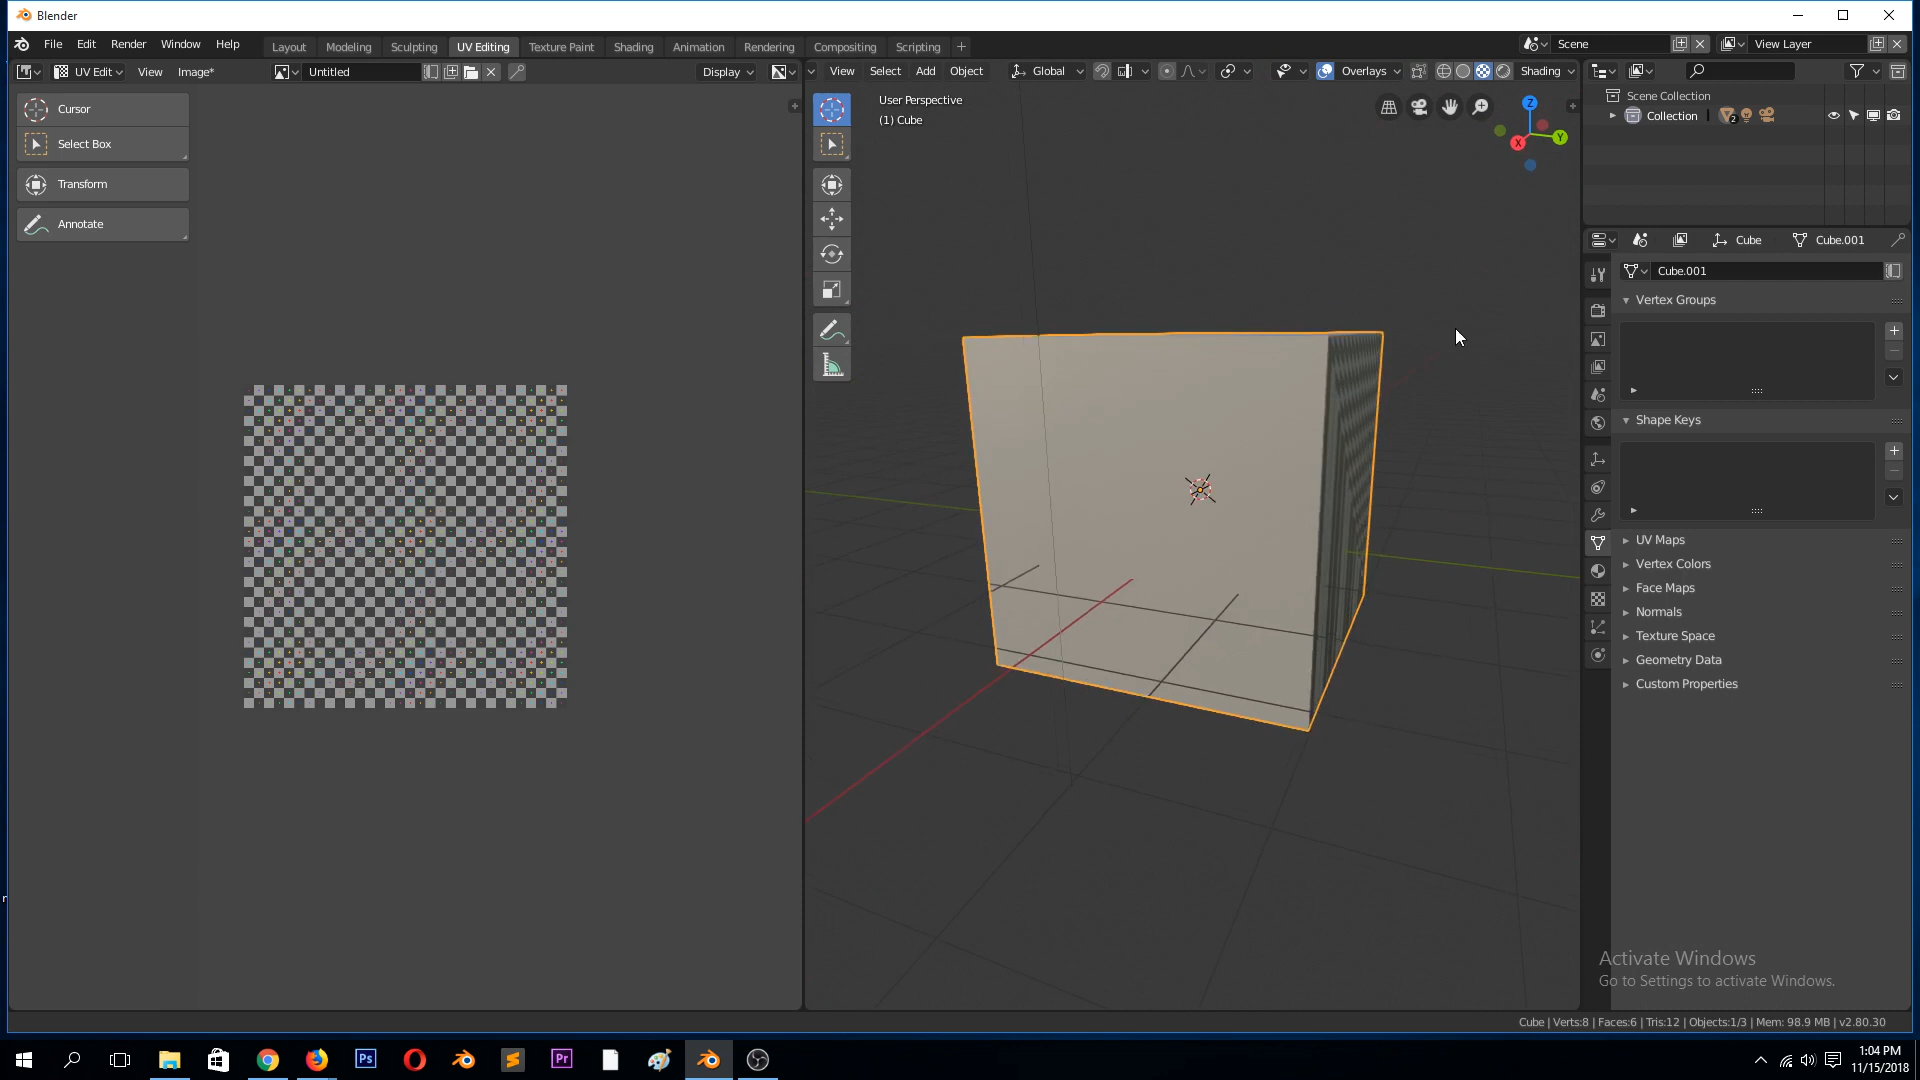 Blender
File Edit Render Window Help Layout Modeling Sculpting UV Editing Texture Paint Shading Animation Rendering Compositing Scripting + Scene View Layer
UV Edit View Image* Untitled Display View Select Add Object Global Overlays Shading
Cursor
Select Box
Transform
Annotate
User Perspective
(1) Cube
Z
Y
X
Scene Collection
Collection 2
Cube Cube.001
Cube.001
Vertex Groups
Shape Keys
UV Maps
Vertex Colors
Face Maps
Normals
Texture Space
Geometry Data
Custom Properties
Activate Windows
Go to Settings to activate Windows.
Cube | Verts:8 | Faces:6 | Tris:12 | Objects:1/3 | Mem: 98.9 MB | v2.80.30
Ps
Pr
1:04 PM
11/15/2018